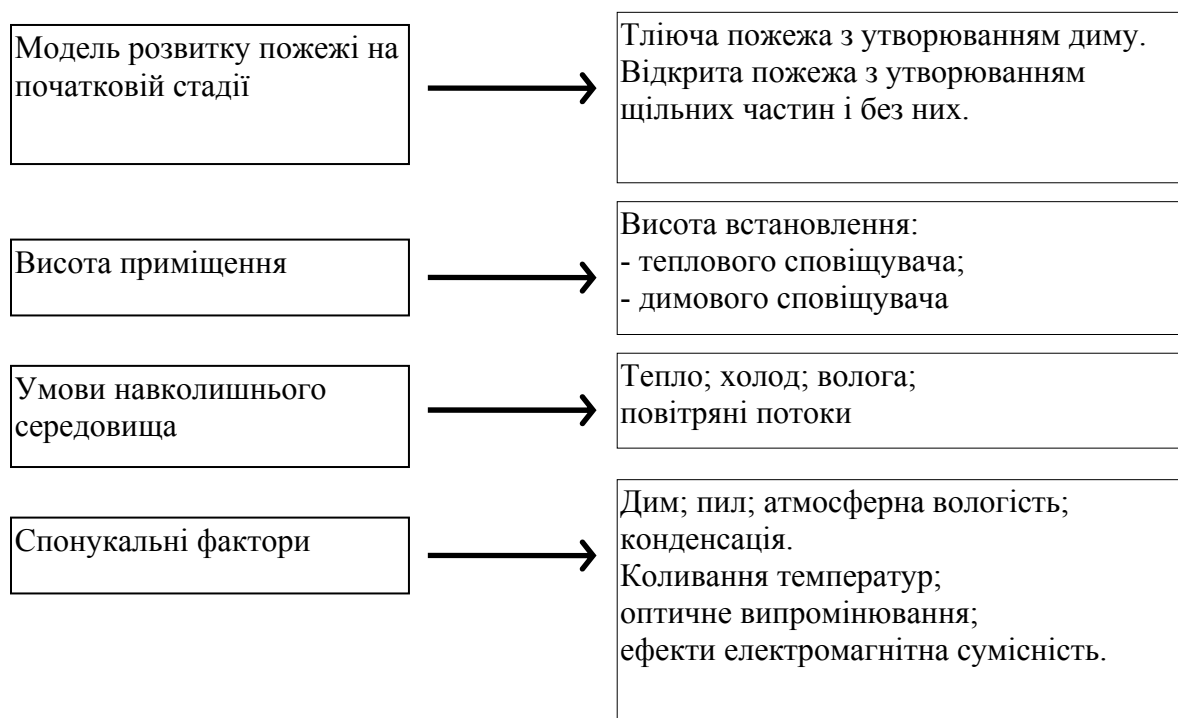 Модель розвитку пожежі на
початковій стадії
Тліюча пожежа з утворюванням диму.
Відкрита пожежа з утворюванням
щільних частин і без них.
Висота приміщення
Висота встановлення:
- теплового сповіщувача;
- димового сповіщувача
Умови навколишнього
середовища
Тепло; холод; волога;
повітряні потоки
Спонукальні фактори
Дим; пил; атмосферна вологість;
конденсація.
Коливання температур;
оптичне випромінювання;
ефекти електромагнітна сумісність.